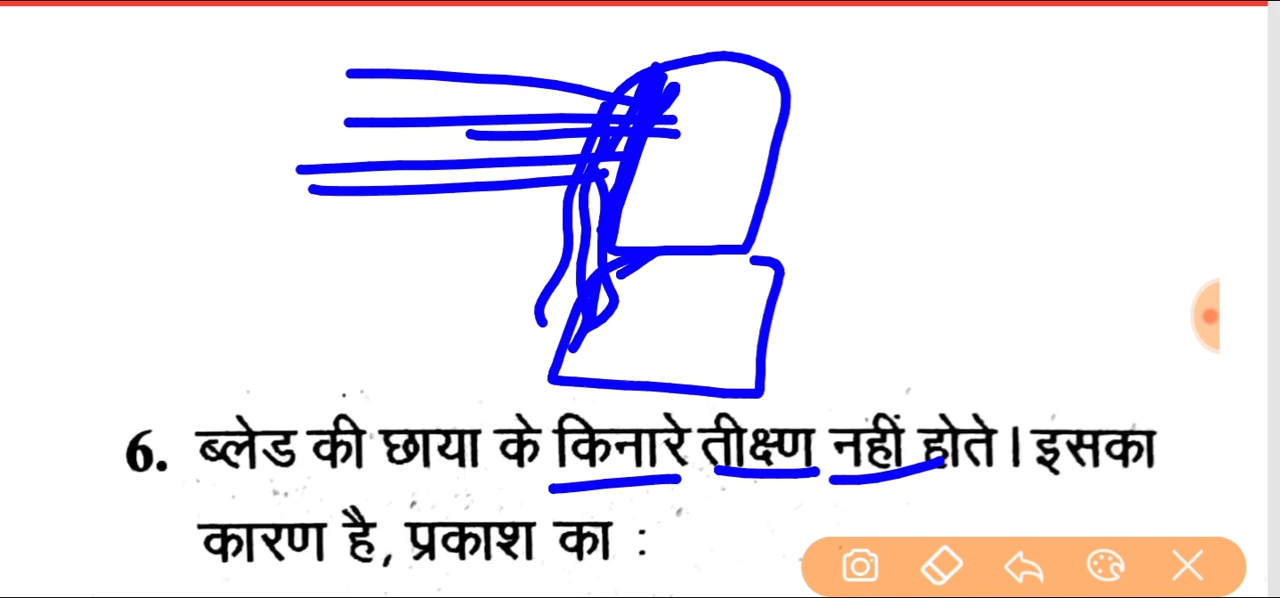 6. ब्लेड की छाया के किनारे तीक्ष्ण नहीं होते। इसका
कारण है, प्रकाश का :